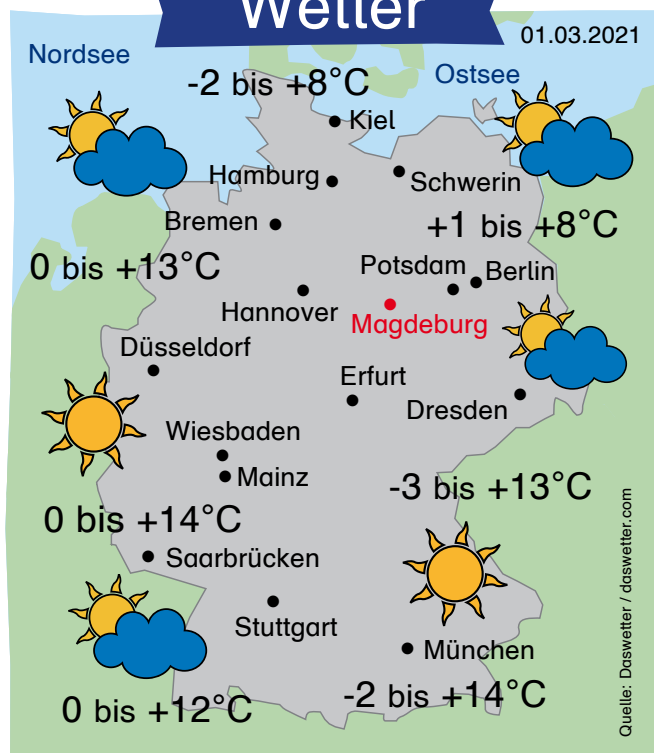 Wetter
01.03.2021
Nordsee
Ostsee
-2 bis +8°C
Kiel
Hamburg
Schwerin
Bremen
+1 bis +8°C
0 bis +13°C
Potsdam
Berlin
Hannover
Magdeburg
Düsseldorf
Erfurt
Dresden
Wiesbaden
Mainz
-3 bis +13°C
0 bis +14°C
Saarbrücken
Stuttgart
München
-2 bis +14°C
0 bis +12°C
Quelle: Daswetter / daswetter.com